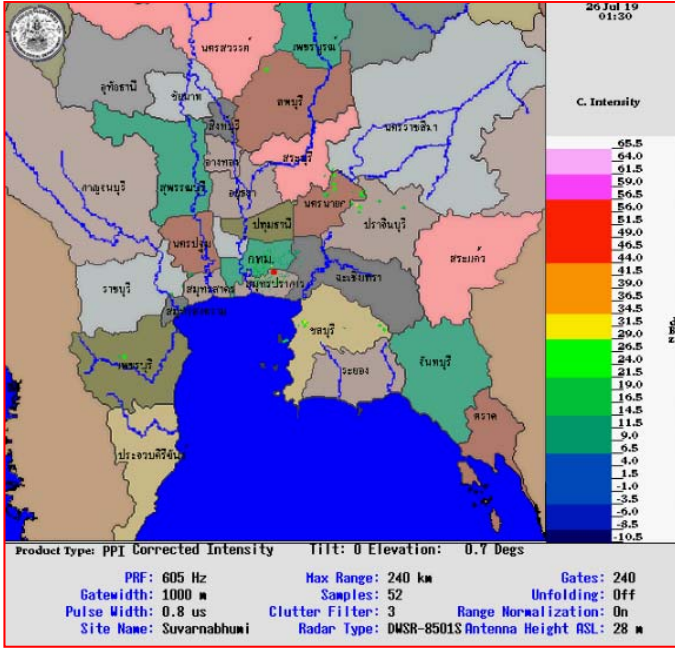 26 Jul 19
01:30
C. Intensity
65.5
64.0
61.5
59.0
56.5
56.0
51.5
49.0
46.5
44.0
41.5
39.0
36.5
34.0
31.5
29.0
26.5
24.0
21.5
19.0
16.5
14.0
11.5
9.0
6.5
4.0
1.5
-1.0
-3.5
-6.0
-8.5
-10.5
นครสวรรค์
เพชรบูรณ์
อุทัยธานี
ชัยนาท
ลพบุรี
สิงห์บุรี
นครราชสีมา
อ่างทอง
สระบุรี
กาญจนบุรี
สุพรรณบุรี
อยุธยา
นครนายก
ปทุมธานี
ปราจีนบุรี
นครปฐม
กทม.
สระแก้ว
ฉะเชิงเทรา
ราชบุรี
สมุทรสาคร
สมุทรปราการ
สมุทรสงคราม
ชลบุรี
เพชรบุรี
ระยอง
จันทบุรี
ตราด
ประจวบคีรีขันธ์
Product Type: PPI Corrected Intensity Tilt: 0 Elevation: 0.7 Degs
PRF: 605 Hz Max Range: 240 km Gates: 240
Gatewidth: 1000 m Samples: 52 Unfolding: Off
Pulse Width: 0.8 us Clutter Filter: 3 Range Normalization: On
Site Name: Suvarnabhumi Radar Type: DWSR-8501S Antenna Height ASL: 28 m